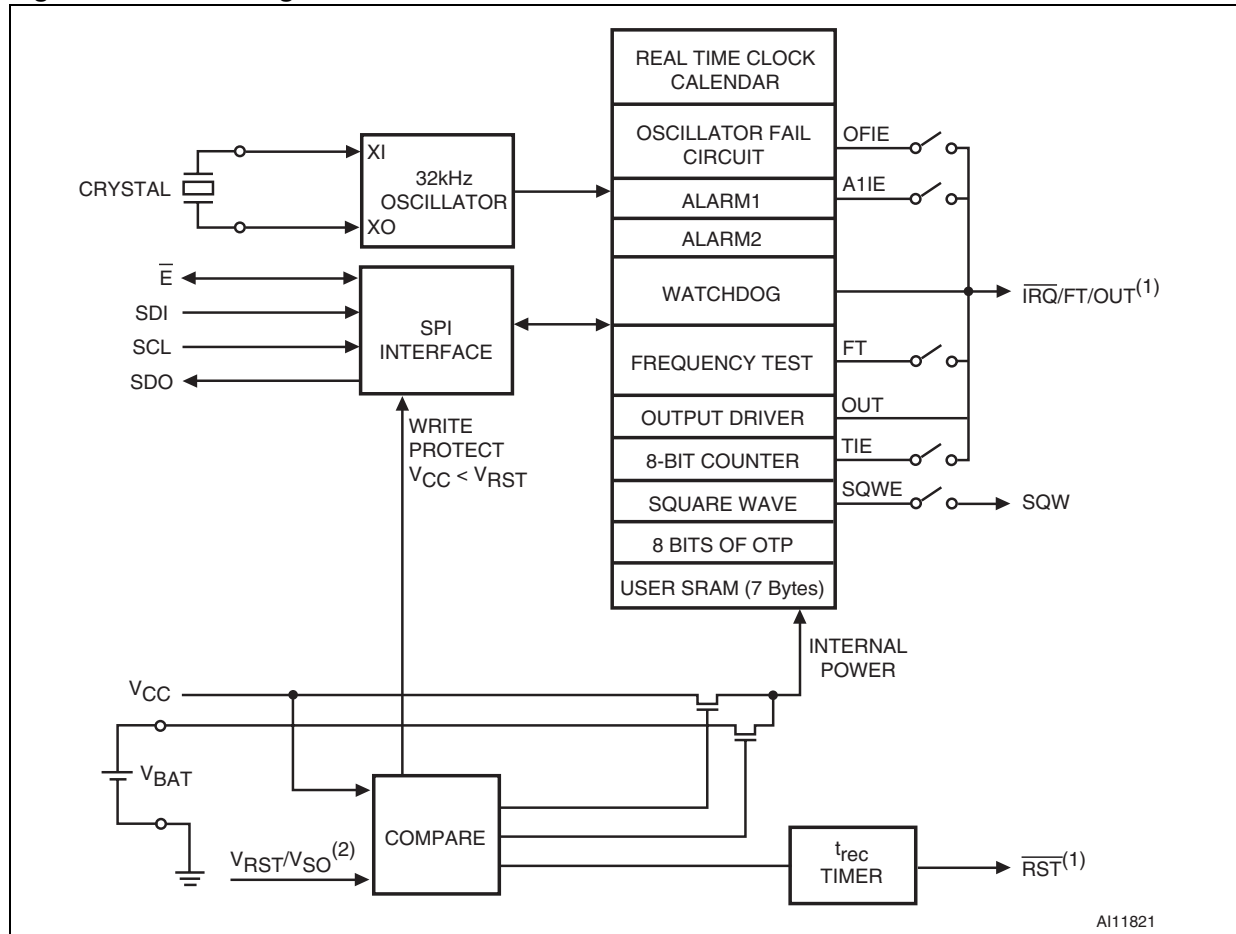 REAL TIME CLOCK
CALENDAR
OSCILLATOR FAIL
CIRCUIT
OFIE
ALARM1
A1IE
ALARM2
WATCHDOG
I̅R̅Q̅/FT/OUT(1)
FREQUENCY TEST
FT
OUTPUT DRIVER
OUT
8-BIT COUNTER
TIE
SQUARE WAVE
SQWE
SQW
8 BITS OF OTP
USER SRAM (7 Bytes)
CRYSTAL
XI
32kHz
OSCILLATOR
XO
E̅
SDI
SCL
SDO
SPI
INTERFACE
WRITE
PROTECT
VCC < VRST
INTERNAL
POWER
VCC
VBAT
VRST/VSO(2)
COMPARE
trec
TIMER
R̅S̅T̅(1)
AI11821